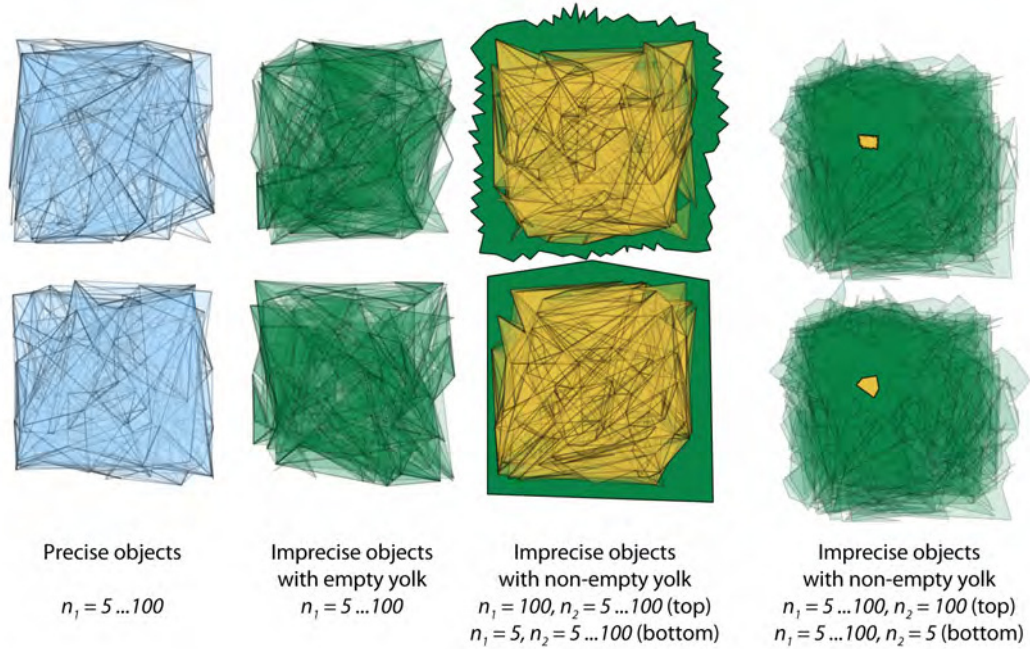 Precise objects
n₁ = 5 ...100
Imprecise objects
with empty yolk
n₁ = 5 ...100
Imprecise objects
with non-empty yolk
n₁ = 100, n₂ = 5 ...100 (top)
n₁ = 5, n₂ = 5 ...100 (bottom)
Imprecise objects
with non-empty yolk
n₁ = 5 ...100, n₂ = 100 (top)
n₁ = 5 ...100, n₂ = 5 (bottom)